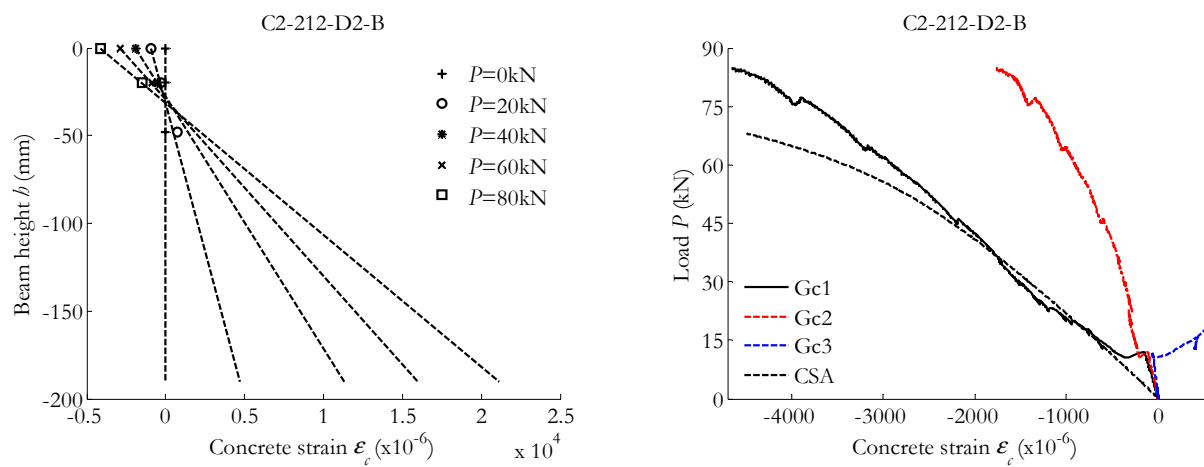 C2-212-D2-B
0
-50
-100
-150
-200
Beam height h (mm)
-0.5 0 0.5 1 1.5 2 2.5
x 10^4
Concrete strain ε_c (x10^-6)
P=0kN
P=20kN
P=40kN
P=60kN
P=80kN
C2-212-D2-B
90
75
60
45
30
15
0
Load P (kN)
-4000 -3000 -2000 -1000 0
Concrete strain ε_c (x10^-6)
Gc1
Gc2
Gc3
CSA